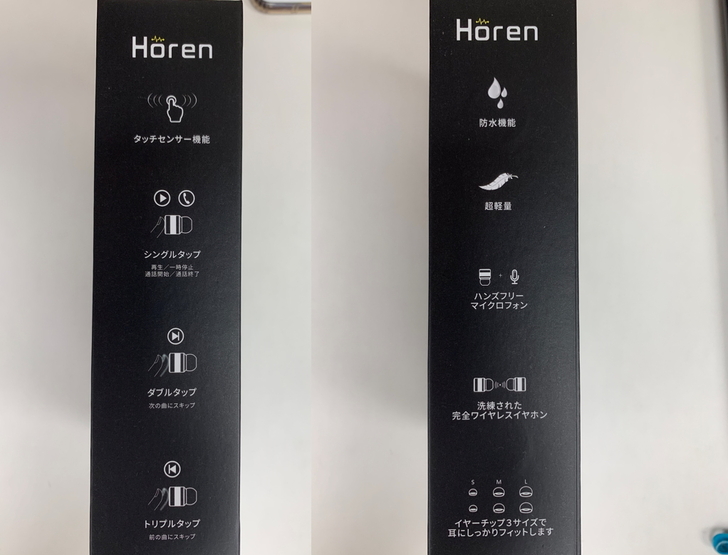 Hören
タッチセンサー機能
シングルタップ
再生／一時停止
通話開始／通話終了
ダブルタップ
次の曲にスキップ
トリプルタップ
前の曲にスキップ
Hören
防水機能
超軽量
+
ハンズフリー
マイクロフォン
洗練された
完全ワイヤレスイヤホン
S M L
イヤーチップ3サイズで
耳にしっかりフィットします